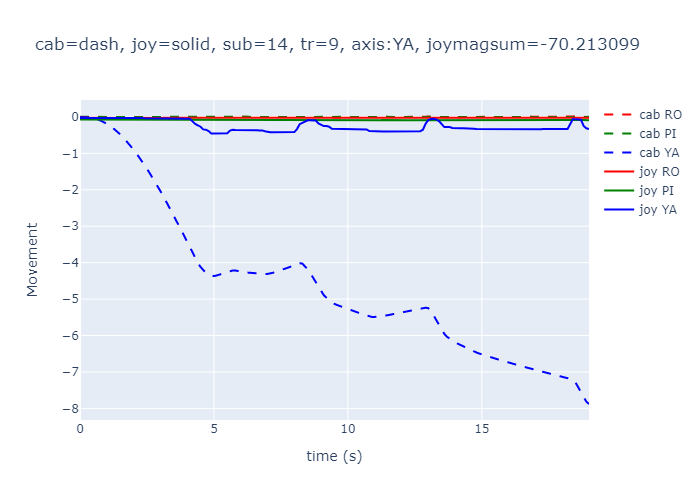 cab=dash, joy=solid, sub=14, tr=9, axis:YA, joymagsum=-70.213099
0
−1
−2
−3
−4
−5
−6
−7
−8
Movement
0
5
10
15
time (s)
cab RO
cab PI
cab YA
joy RO
joy PI
joy YA